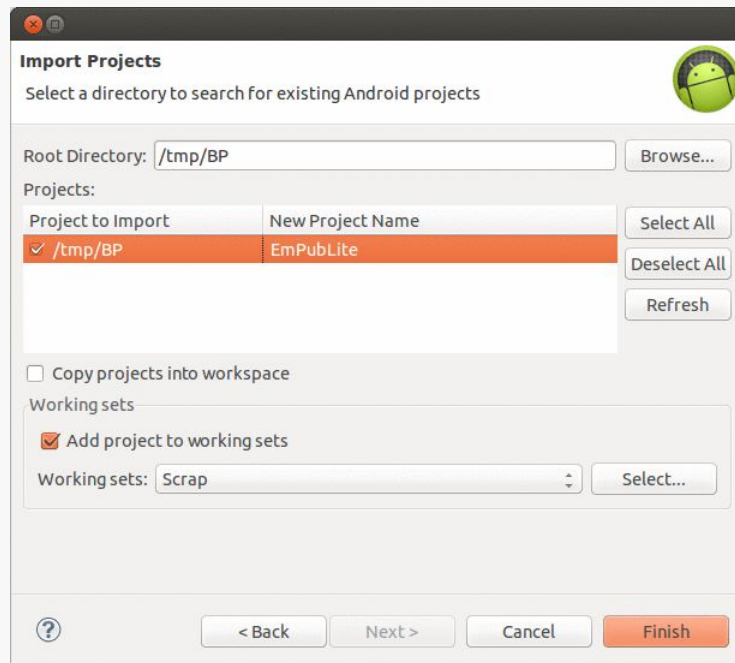 Import Projects
Select a directory to search for existing Android projects
Root Directory: /tmp/BP Browse...
Projects:
Project to Import New Project Name Select All
/tmp/BP EmPubLite
Deselect All
Refresh
Copy projects into workspace
Working sets
Add project to working sets
Working sets: Scrap Select...
? < Back Next > Cancel Finish